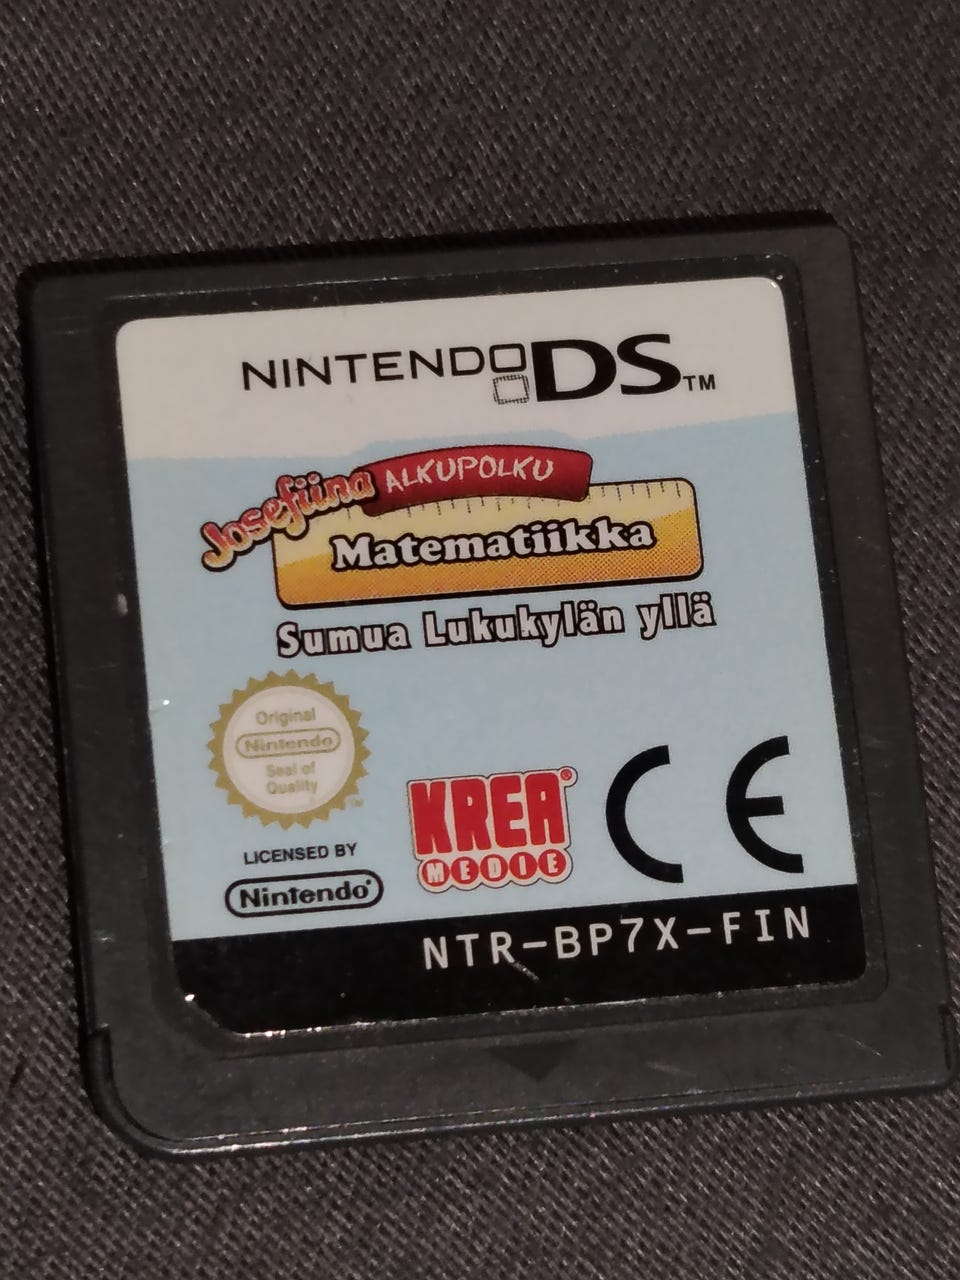 NINTENDO DS™
Josefiina ALKUPOLKU
Matematiikka
Sumua Lukukylän yllä
Original
Nintendo
Seal of
Quality
™
KREA®
MEDIE
CE
LICENSED BY
Nintendo®
NTR-BP7X-FIN